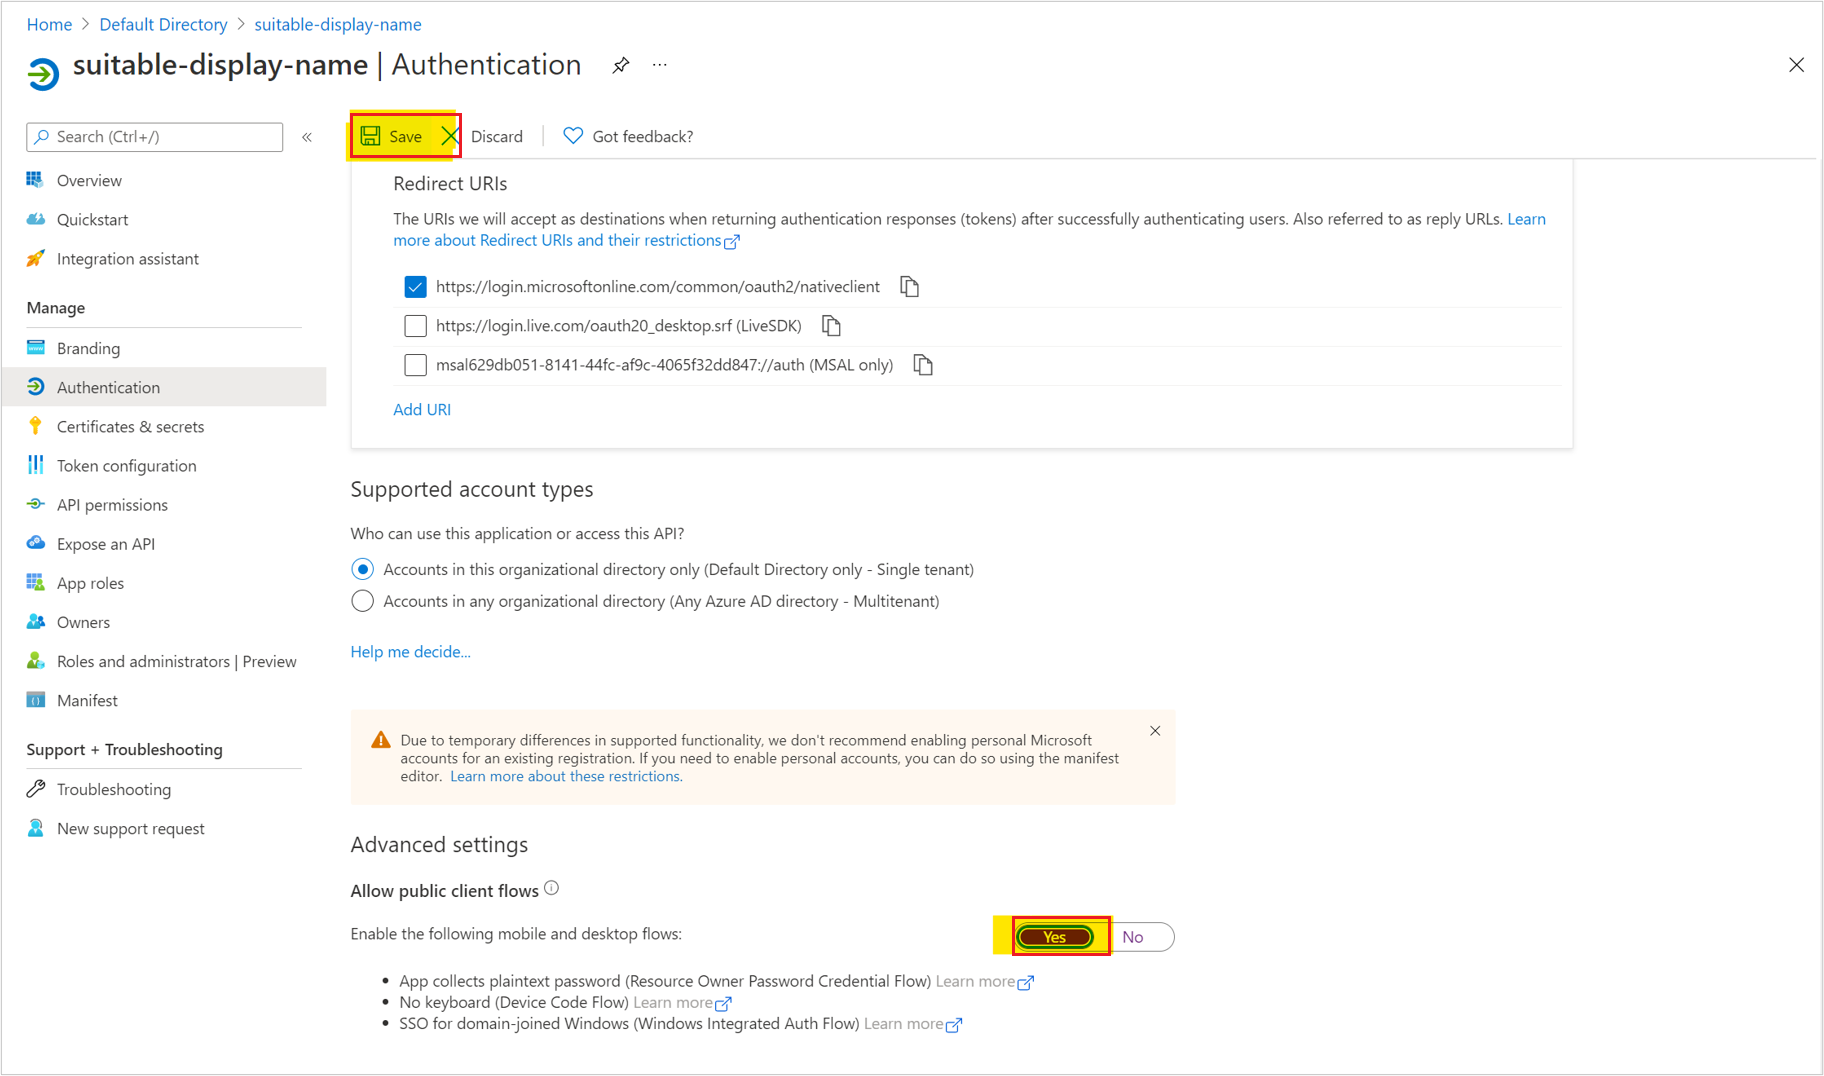 Home > Default Directory > suitable-display-name
suitable-display-name | Authentication ...
Search (Ctrl+/)
«
Save
Discard
Got feedback?
Overview
Quickstart
Integration assistant
Manage
Branding
Authentication
Certificates & secrets
Token configuration
API permissions
Expose an API
App roles
Owners
Roles and administrators | Preview
Manifest
Support + Troubleshooting
Troubleshooting
New support request
Redirect URIs
The URIs we will accept as destinations when returning authentication responses (tokens) after successfully authenticating users. Also referred to as reply URLs. Learn
more about Redirect URIs and their restrictions
https://login.microsoftonline.com/common/oauth2/nativeclient
https://login.live.com/oauth20_desktop.srf (LiveSDK)
msal629db051-8141-44fc-af9c-4065f32dd847://auth (MSAL only)
Add URI
Supported account types
Who can use this application or access this API?
Accounts in this organizational directory only (Default Directory only - Single tenant)
Accounts in any organizational directory (Any Azure AD directory - Multitenant)
Help me decide...
Due to temporary differences in supported functionality, we don't recommend enabling personal Microsoft
accounts for an existing registration. If you need to enable personal accounts, you can do so using the manifest
editor. Learn more about these restrictions.
Advanced settings
Allow public client flows
Enable the following mobile and desktop flows:
Yes
No
• App collects plaintext password (Resource Owner Password Credential Flow) Learn more
• No keyboard (Device Code Flow) Learn more
• SSO for domain-joined Windows (Windows Integrated Auth Flow) Learn more